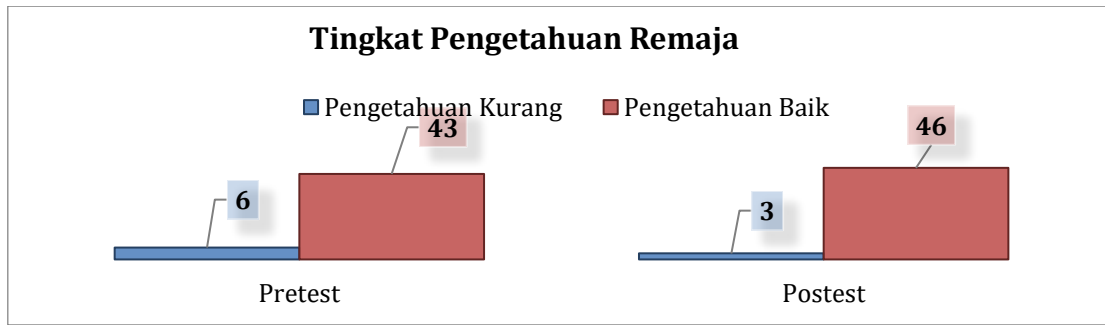 Tingkat Pengetahuan Remaja
Pengetahuan Kurang Pengetahuan Baik
43
46
6
3
Pretest Postest